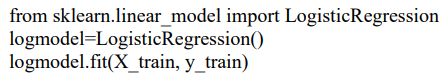 from sklearn.linear_model import LogisticRegression
logmodel=LogisticRegression()
logmodel.fit(X_train, y_train)